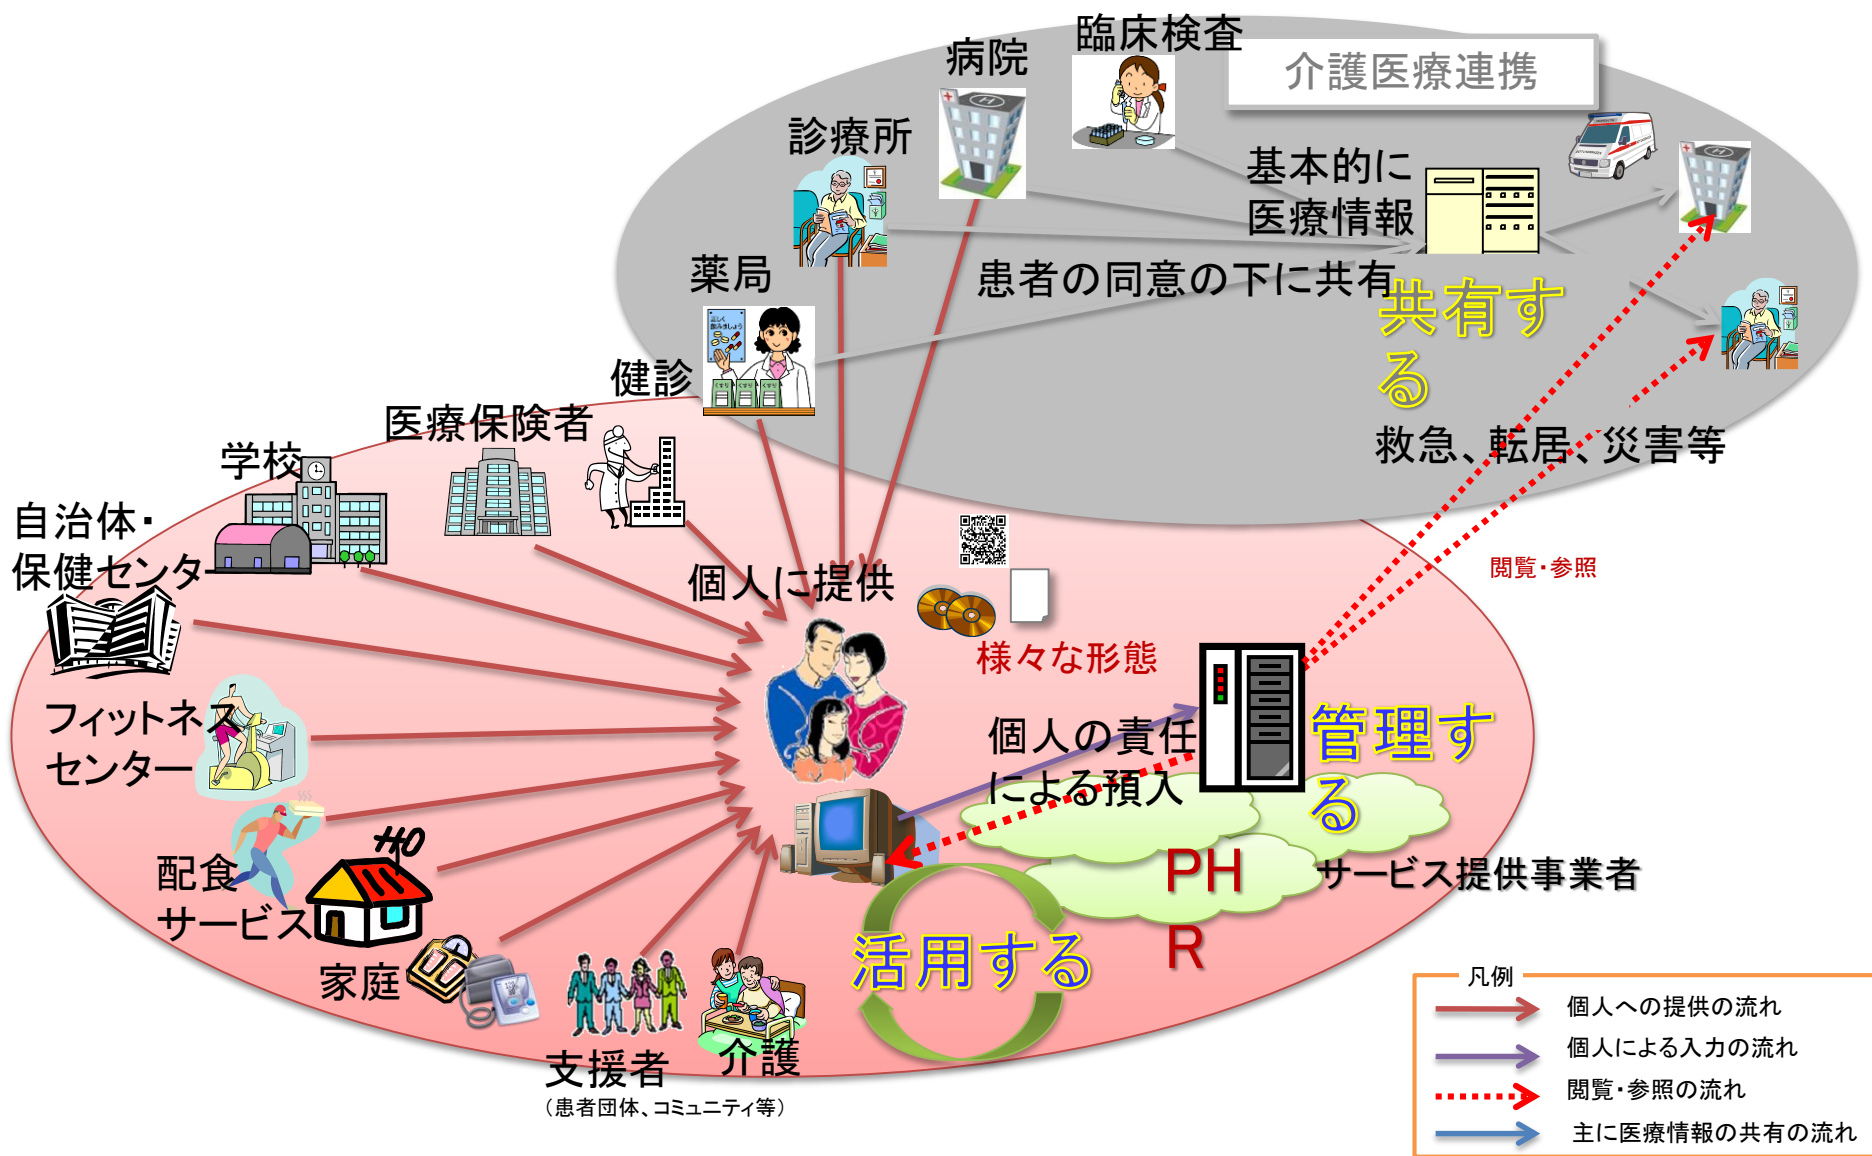 臨床検査
病院
介護医療連携
診療所
基本的に
医療情報
薬局
患者の同意の下に共有
共有す
る
健診
医療保険者
救急、転居、災害等
学校
自治体・
保健センター
個人に提供
閲覧・参照
様々な形態
フィットネス
センター
個人の責任
による預入
管理す
る
配食
サービス
PH
R
サービス提供事業者
活用する
家庭
支援者
(患者団体、コミュニティ等)
介護
凡例
個人への提供の流れ
個人による入力の流れ
閲覧・参照の流れ
主に医療情報の共有の流れ